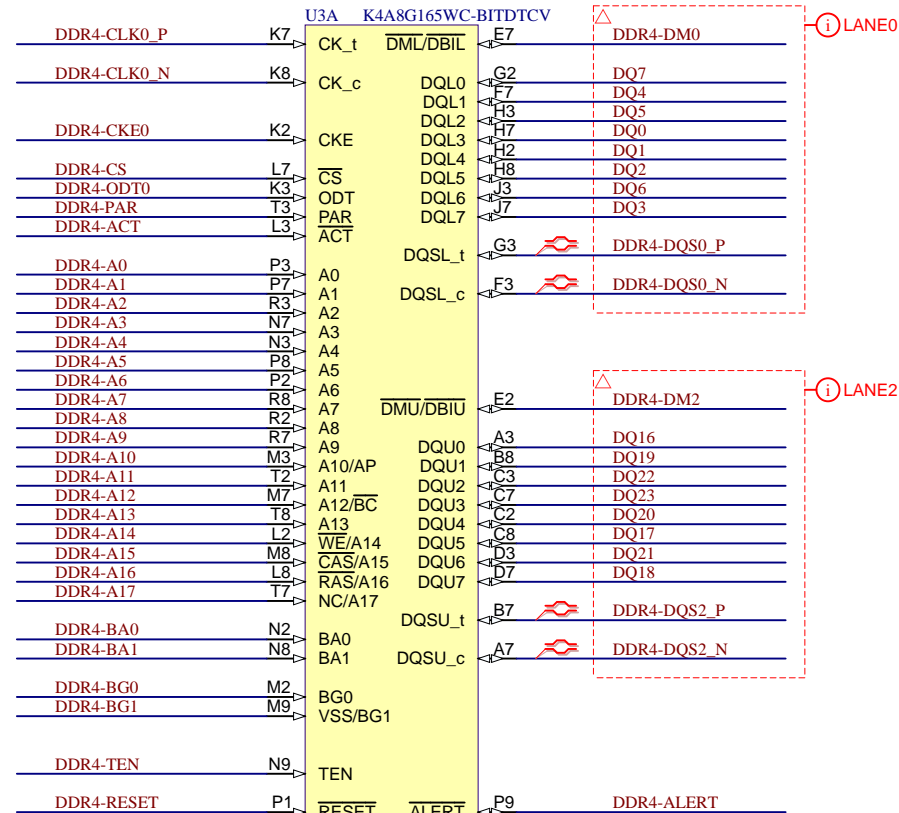 U3A K4A8G165WC-BITDTCV
DDR4-CLK0_P K7 CK_t DML/DBIL E7 DDR4-DM0 i LANE0
DDR4-CLK0_N K8 CK_c DQL0 G2 DQ7
DQL1 F7 DQ4
DQL2 H3 DQ5
DDR4-CKE0 K2 CKE DQL3 H7 DQ0
DQL4 H2 DQ1
DDR4-CS L7 CS DQL5 H8 DQ2
DDR4-ODT0 K3 ODT DQL6 J3 DQ6
DDR4-PAR T3 PAR DQL7 J7 DQ3
DDR4-ACT L3 ACT
DQSL_t G3 DDR4-DQS0_P
DDR4-A0 P3 A0
DDR4-A1 P7 A1 DQSL_c F3 DDR4-DQS0_N
DDR4-A2 R3 A2
DDR4-A3 N7 A3
DDR4-A4 N3 A4
DDR4-A5 P8 A5
DDR4-A6 P2 A6
DDR4-A7 R8 A7 DMU/DBIU E2 DDR4-DM2 i LANE2
DDR4-A8 R2 A8
DDR4-A9 R7 A9 DQU0 A3 DQ16
DDR4-A10 M3 A10/AP DQU1 B8 DQ19
DDR4-A11 T2 A11 DQU2 C3 DQ22
DDR4-A12 M7 A12/BC DQU3 C7 DQ23
DDR4-A13 T8 A13 DQU4 C2 DQ20
DDR4-A14 L2 WE/A14 DQU5 C8 DQ17
DDR4-A15 M8 CAS/A15 DQU6 D3 DQ21
DDR4-A16 L8 RAS/A16 DQU7 D7 DQ18
DDR4-A17 T7 NC/A17
DQSU_t B7 DDR4-DQS2_P
DDR4-BA0 N2 BA0
DDR4-BA1 N8 BA1 DQSU_c A7 DDR4-DQS2_N
DDR4-BG0 M2 BG0
DDR4-BG1 M9 VSS/BG1
DDR4-TEN N9 TEN
DDR4-RESET P1 RESET ALERT P9 DDR4-ALERT